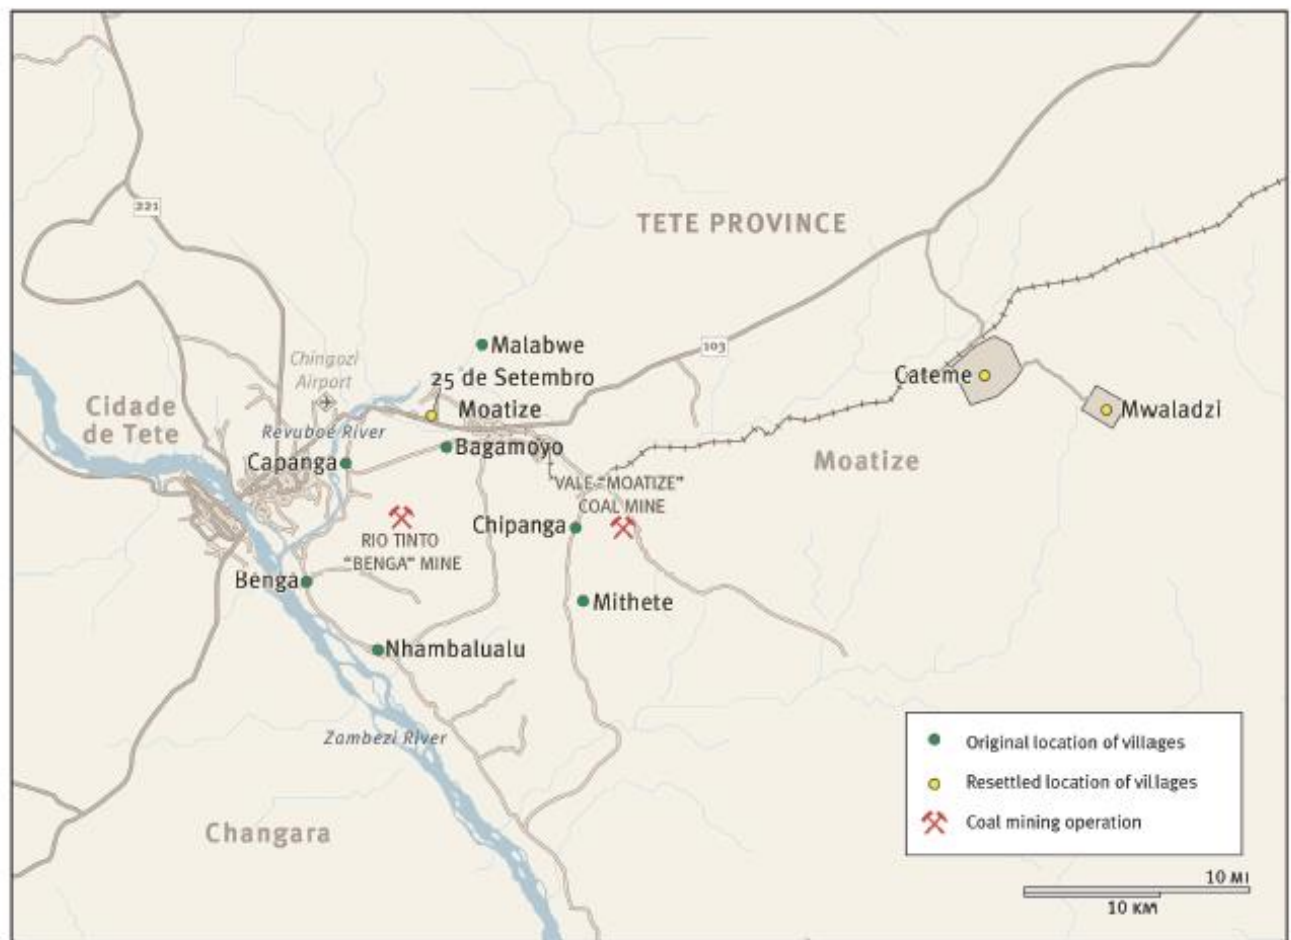 221
TETE PROVINCE
Malabwe
103
Chingozi
Airport
25 de Setembro
Cateme
Cidade
de Tete
Moatize
Mwaladzi
Revuboé River
Bagamoyo
Capanga
Moatize
VALE “MOATIZE”
COAL MINE
Chipanga
RIO TINTO
“BENGA” MINE
Benga
Mithete
Nhambalualu
Zambezi River
Original location of villages
Resettled location of villages
Coal mining operation
Changara
10 MI
10 KM